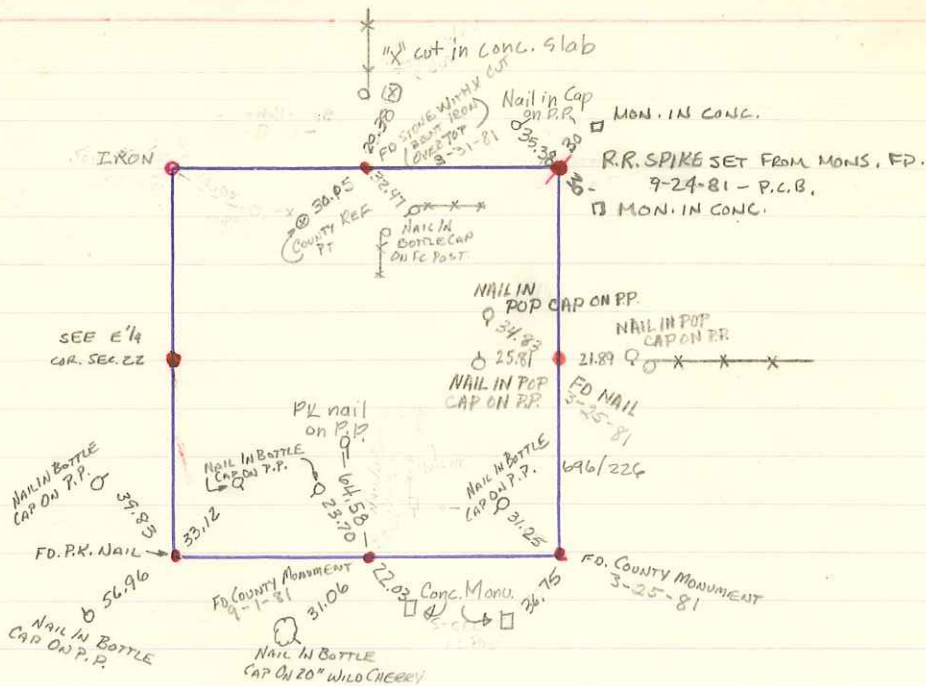 "X" cut in conc. slab
20.38
FD STONE WITH X CUT
(ABOUT IRON
OVER TOP)
3-31-81
Nail in Cap
on P.P.
35.38
30
MON. IN CONC.
IRON
R.R. SPIKE SET FROM MONS. FD.
9-24-81 - P.C.B.
MON. IN CONC.
30.05
COUNTY REF
PT
22.47
NAIL IN
BOTTLE CAP
ON FC POST
NAIL IN
POP CAP ON P.P.
34.83
SEE E 1/4
COR. SEC. 22
25.81
NAIL IN POP
CAP ON P.P.
21.89
NAIL IN POP
CAP ON P.P.
FD NAIL
3-25-81
696/226
PK nail
on P.P.
64.58
NAIL IN BOTTLE
CAP ON P.P.
39.83
NAIL IN BOTTLE
CAP ON P.P.
33.12
23.70
NAIL IN BOTTLE
CAP ON P.P.
31.25
FD. P.K. NAIL
56.96
NAIL IN BOTTLE
CAP ON P.P.
FD. COUNTY MONUMENT
9-1-81
31.06
NAIL IN BOTTLE
CAP ON 20" WILD CHERRY
22.03
Conc. Monu.
36.75
FD. COUNTY MONUMENT
3-25-81